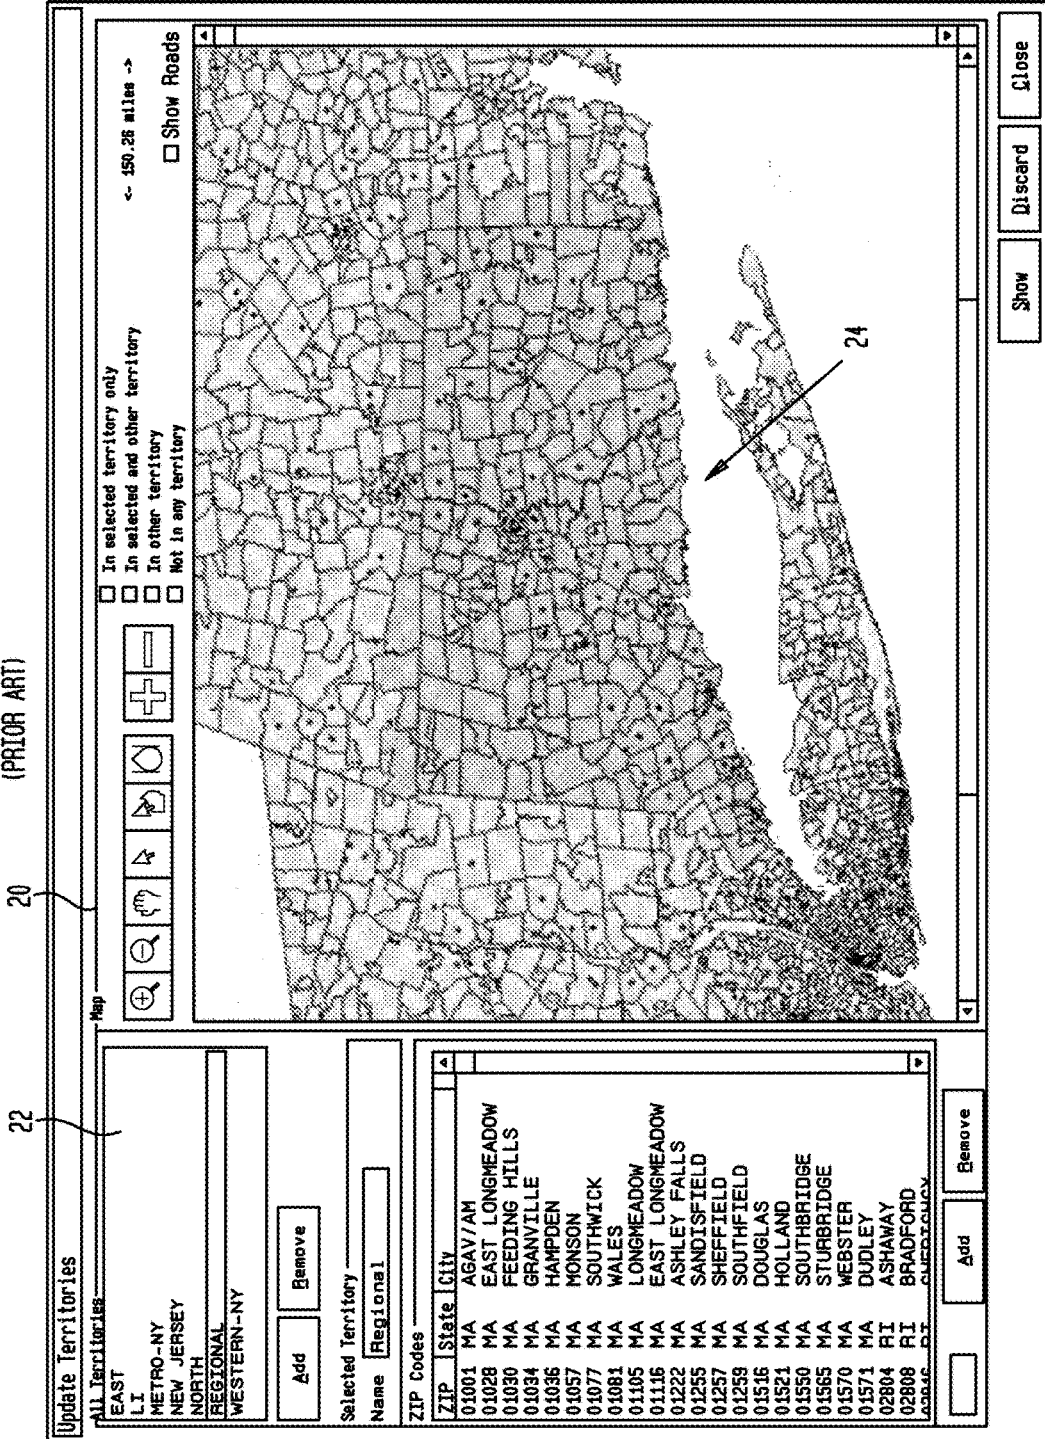 (PRIOR ART)
22
20
Update Territories
All Territories
EAST
LI
METRO-NY
NEW JERSEY
NORTH
REGIONAL
WESTERN-NY
Add
Remove
Selected Territory
Name
Regional
ZIP Codes
ZIP State City
01001 MA AGAV/AM
01028 MA EAST LONGMEADOW
01030 MA FEEDING HILLS
01034 MA GRANVILLE
01036 MA HAMPDEN
01057 MA MONSON
01077 MA SOUTHWICK
01081 MA WALES
01105 MA LONGMEADOW
01116 MA EAST LONGMEADOW
01222 MA ASHLEY FALLS
01255 MA SANDISFIELD
01257 MA SHEFFIELD
01259 MA SOUTHFIELD
01516 MA DOUGLAS
01521 MA HOLLAND
01550 MA SOUTHBRIDGE
01565 MA STURBRIDGE
01570 MA WEBSTER
01571 MA DUDLEY
02804 RI ASHAWAY
02808 RI BRADFORD
Add
Remove
Map
In selected territory only
In selected and other territory
In other territory
Not in any territory
<- 150.26 miles ->
Show Roads
24
Show
Discard
Close